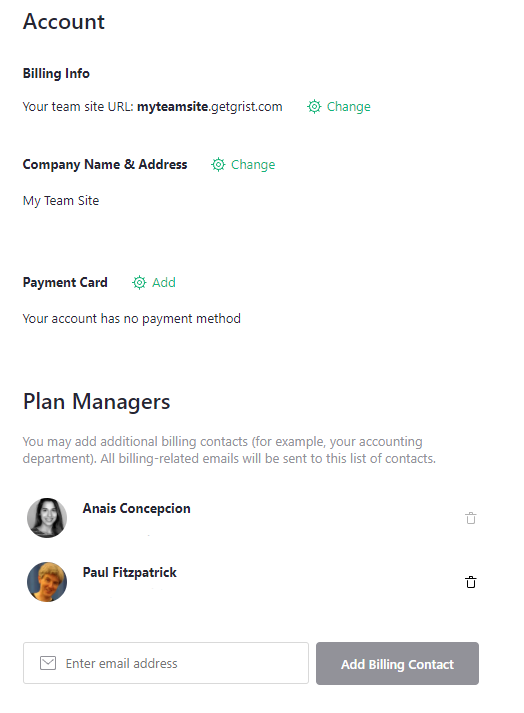 Account
Billing Info
Your team site URL: myteamsite.getgrist.com Change
Company Name & Address Change
My Team Site
Payment Card Add
Your account has no payment method
Plan Managers
You may add additional billing contacts (for example, your accounting
department). All billing-related emails will be sent to this list of contacts.
Anais Concepcion
Paul Fitzpatrick
Enter email address Add Billing Contact